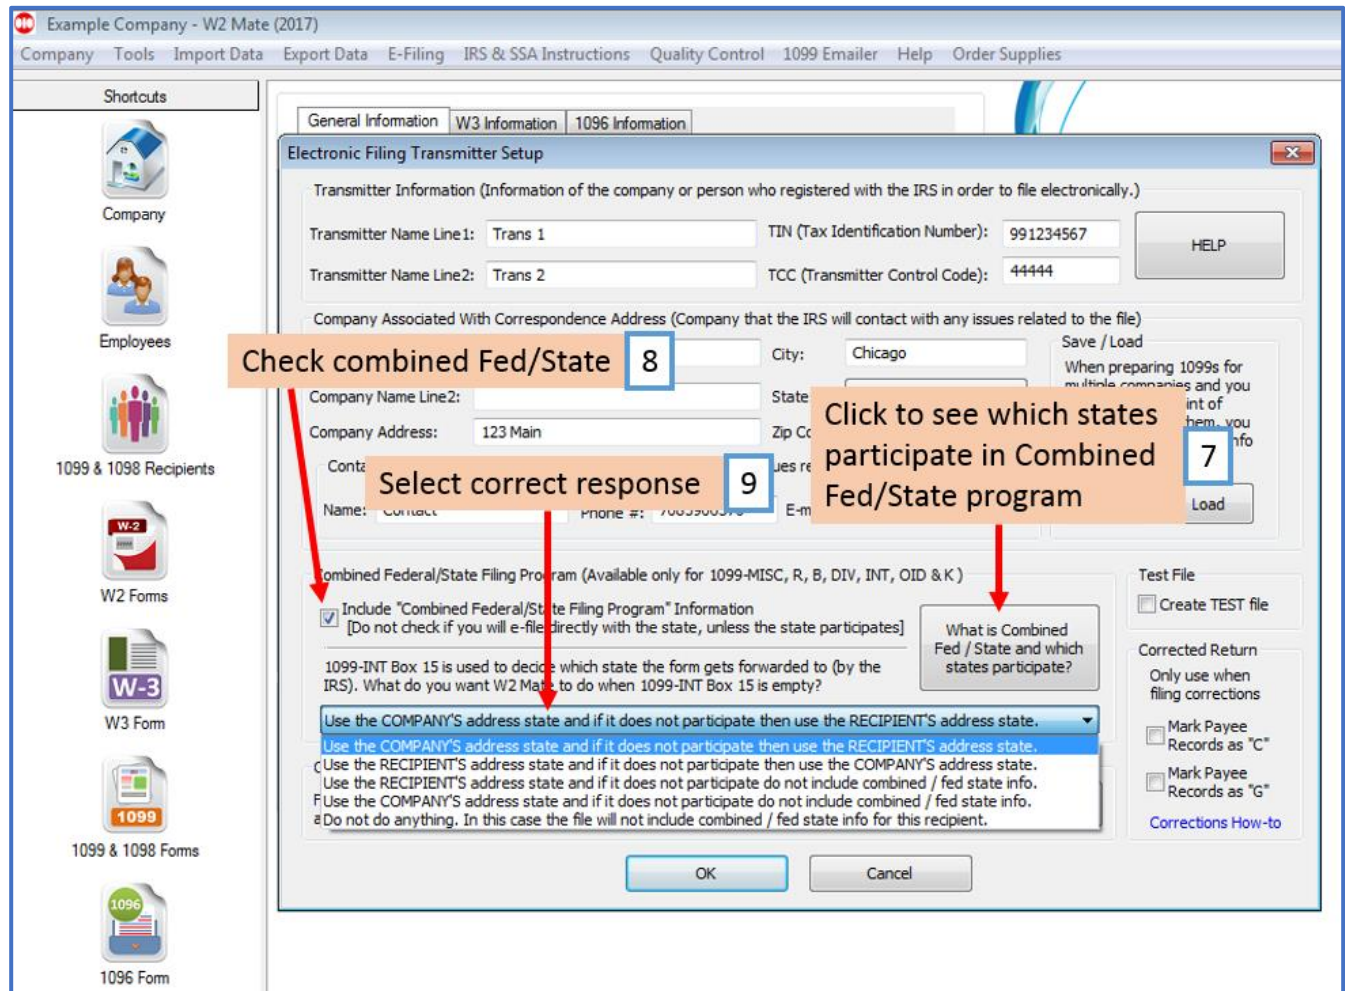 Example Company - W2 Mate (2017)
Company Tools Import Data Export Data E-Filing IRS & SSA Instructions Quality Control 1099 Emailer Help Order Supplies
Shortcuts
Company
Employees
1099 & 1098 Recipients
W-2
W2 Forms
W-3
W3 Form
1099
1099 & 1098 Forms
1096
1096 Form
General Information W3 Information 1096 Information
Electronic Filing Transmitter Setup
Transmitter Information (Information of the company or person who registered with the IRS in order to file electronically.)
Transmitter Name Line1: Trans 1 TIN (Tax Identification Number): 991234567
HELP
Transmitter Name Line2: Trans 2 TCC (Transmitter Control Code): 44444
Company Associated With Correspondence Address (Company that the IRS will contact with any issues related to the file)
Check combined Fed/State 8
City: Chicago
Save / Load
When preparing 1099s for
multiple companies and you
int of
hem, you
nfo
Company Name Line2: State
Company Address: 123 Main
Click to see which states
participate in Combined
Fed/State program
7
Select correct response 9
Name: Contact Phone #:
Load
Combined Federal/State Filing Program (Available only for 1099-MISC, R, B, DIV, INT, OID & K )
Include "Combined Federal/State Filing Program" Information
[Do not check if you will e-file directly with the state, unless the state participates]
What is Combined
Fed / State and which
states participate?
1099-INT Box 15 is used to decide which state the form gets forwarded to (by the
IRS). What do you want W2 Mate to do when 1099-INT Box 15 is empty?
Use the COMPANY'S address state and if it does not participate then use the RECIPIENT'S address state.
Use the COMPANY'S address state and if it does not participate then use the RECIPIENT'S address state.
Use the RECIPIENT'S address state and if it does not participate then use the COMPANY'S address state.
Use the RECIPIENT'S address state and if it does not participate do not include combined / fed state info.
Use the COMPANY'S address state and if it does not participate do not include combined / fed state info.
Do not do anything. In this case the file will not include combined / fed state info for this recipient.
Test File
Create TEST file
Corrected Return
Only use when
filing corrections
Mark Payee
Records as "C"
Mark Payee
Records as "G"
Corrections How-to
OK Cancel